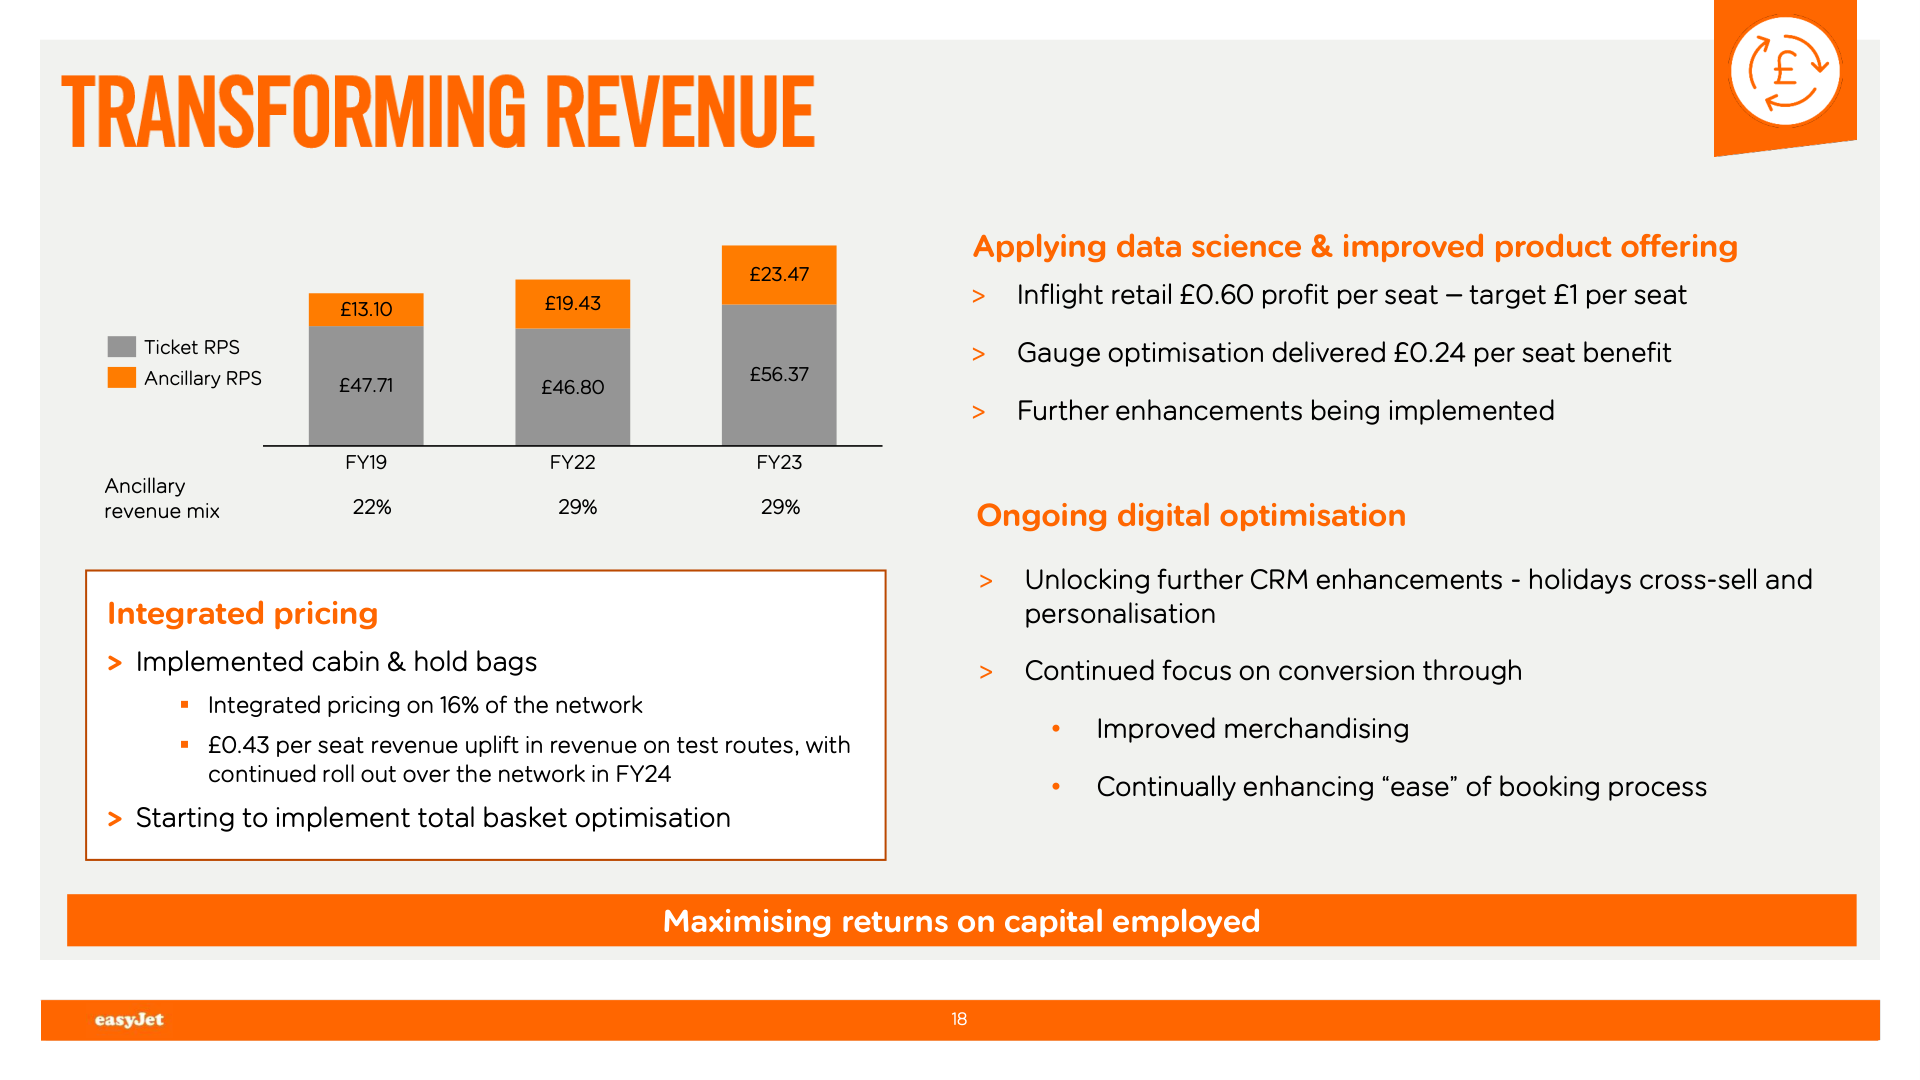 TRANSFORMING REVENUE
£
£13.10
£19.43
£23.47
Ticket RPS
Ancillary RPS
£47.71
£46.80
£56.37
FY19
FY22
FY23
Ancillary
revenue mix
22%
29%
29%
Integrated pricing
> Implemented cabin & hold bags
▪ Integrated pricing on 16% of the network
▪ £0.43 per seat revenue uplift in revenue on test routes, with
continued roll out over the network in FY24
> Starting to implement total basket optimisation
Applying data science & improved product offering
> Inflight retail £0.60 profit per seat – target £1 per seat
> Gauge optimisation delivered £0.24 per seat benefit
> Further enhancements being implemented
Ongoing digital optimisation
> Unlocking further CRM enhancements - holidays cross-sell and
personalisation
> Continued focus on conversion through
• Improved merchandising
• Continually enhancing “ease” of booking process
Maximising returns on capital employed
easyJet
18